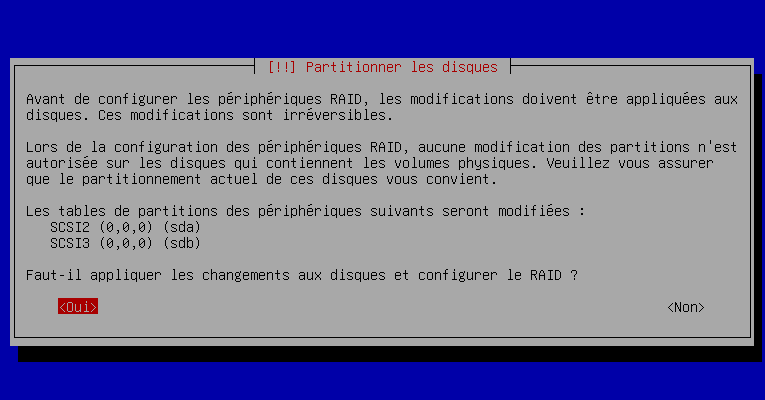 [!!] Partitionner les disques
Avant de configurer les périphériques RAID, les modifications doivent être appliquées aux
disques. Ces modifications sont irréversibles.
Lors de la configuration des périphériques RAID, aucune modification des partitions n'est
autorisée sur les disques qui contiennent les volumes physiques. Veuillez vous assurer
que le partitionnement actuel de ces disques vous convient.
Les tables de partitions des périphériques suivants seront modifiées :
SCSI2 (0,0,0) (sda)
SCSI3 (0,0,0) (sdb)
Faut-il appliquer les changements aux disques et configurer le RAID ?
<Oui> <Non>